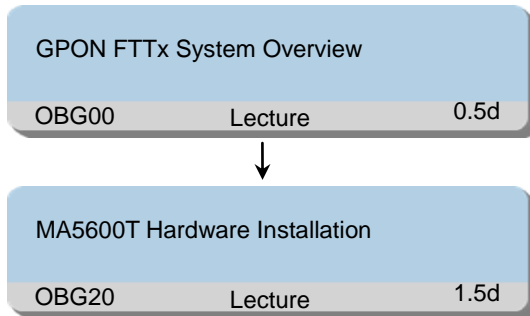 GPON FTTx System Overview
OBG00 Lecture 0.5d
MA5600T Hardware Installation
OBG20 Lecture 1.5d